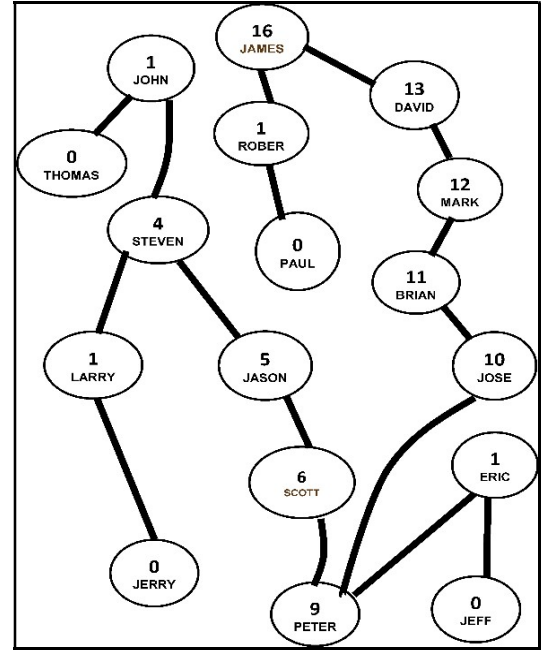 16
JAMES
1
JOHN
13
DAVID
1
ROBER
0
THOMAS
12
MARK
4
STEVEN
0
PAUL
11
BRIAN
1
LARRY
5
JASON
10
JOSE
1
ERIC
6
SCOTT
0
JERRY
9
PETER
0
JEFF